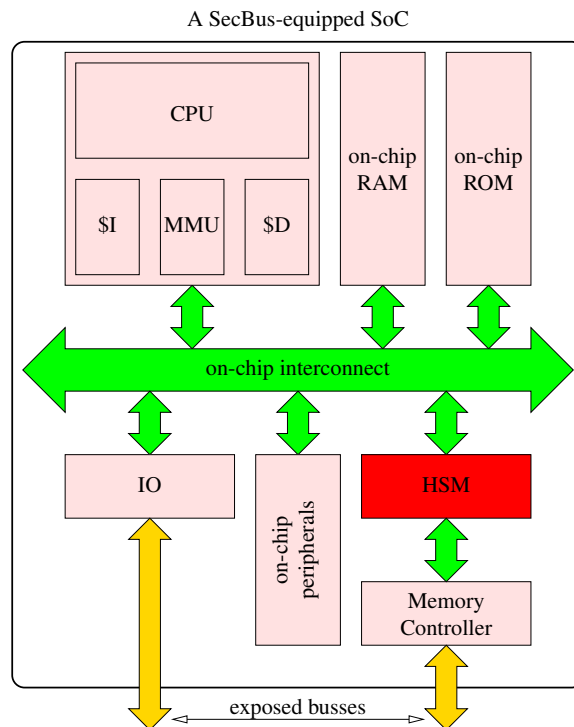 A SecBus-equipped SoC
CPU
$I
MMU
$D
on-chip
RAM
on-chip
ROM
on-chip interconnect
IO
on-chip
peripherals
HSM
Memory
Controller
exposed busses